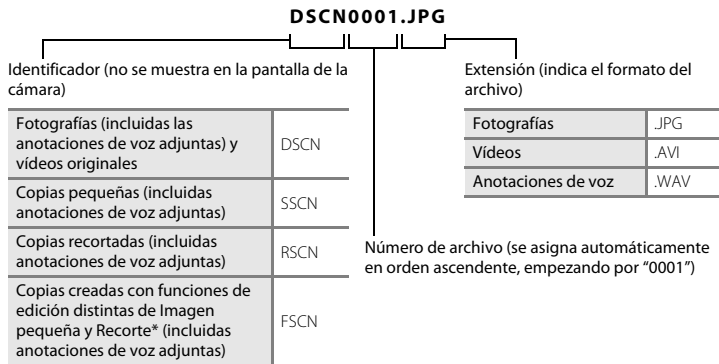 DSCN0001.JPG
Identificador (no se muestra en la pantalla de la
cámara)
Fotografías (incluidas las
anotaciones de voz adjuntas) y
vídeos originales
DSCN
Copias pequeñas (incluidas
anotaciones de voz adjuntas)
SSCN
Copias recortadas (incluidas
anotaciones de voz adjuntas)
RSCN
Copias creadas con funciones de
edición distintas de Imagen
pequeña y Recorte* (incluidas
anotaciones de voz adjuntas)
FSCN
Extensión (indica el formato del
archivo)
Fotografías .JPG
Vídeos .AVI
Anotaciones de voz .WAV
Número de archivo (se asigna automáticamente
en orden ascendente, empezando por “0001”)